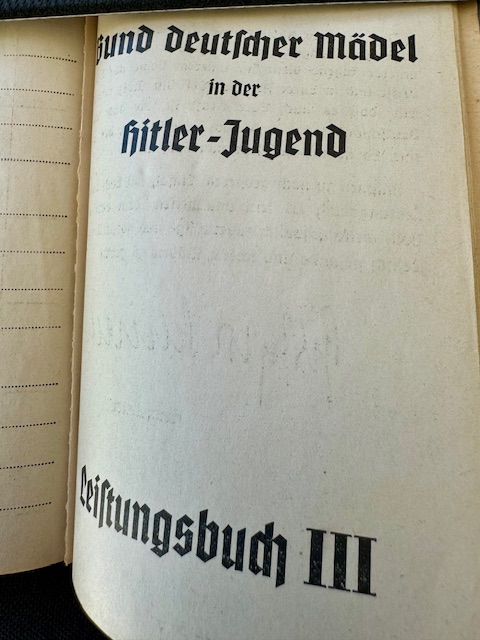 Bund deutscher Mädel
in der
Hitler-Jugend
Leistungsbuch III